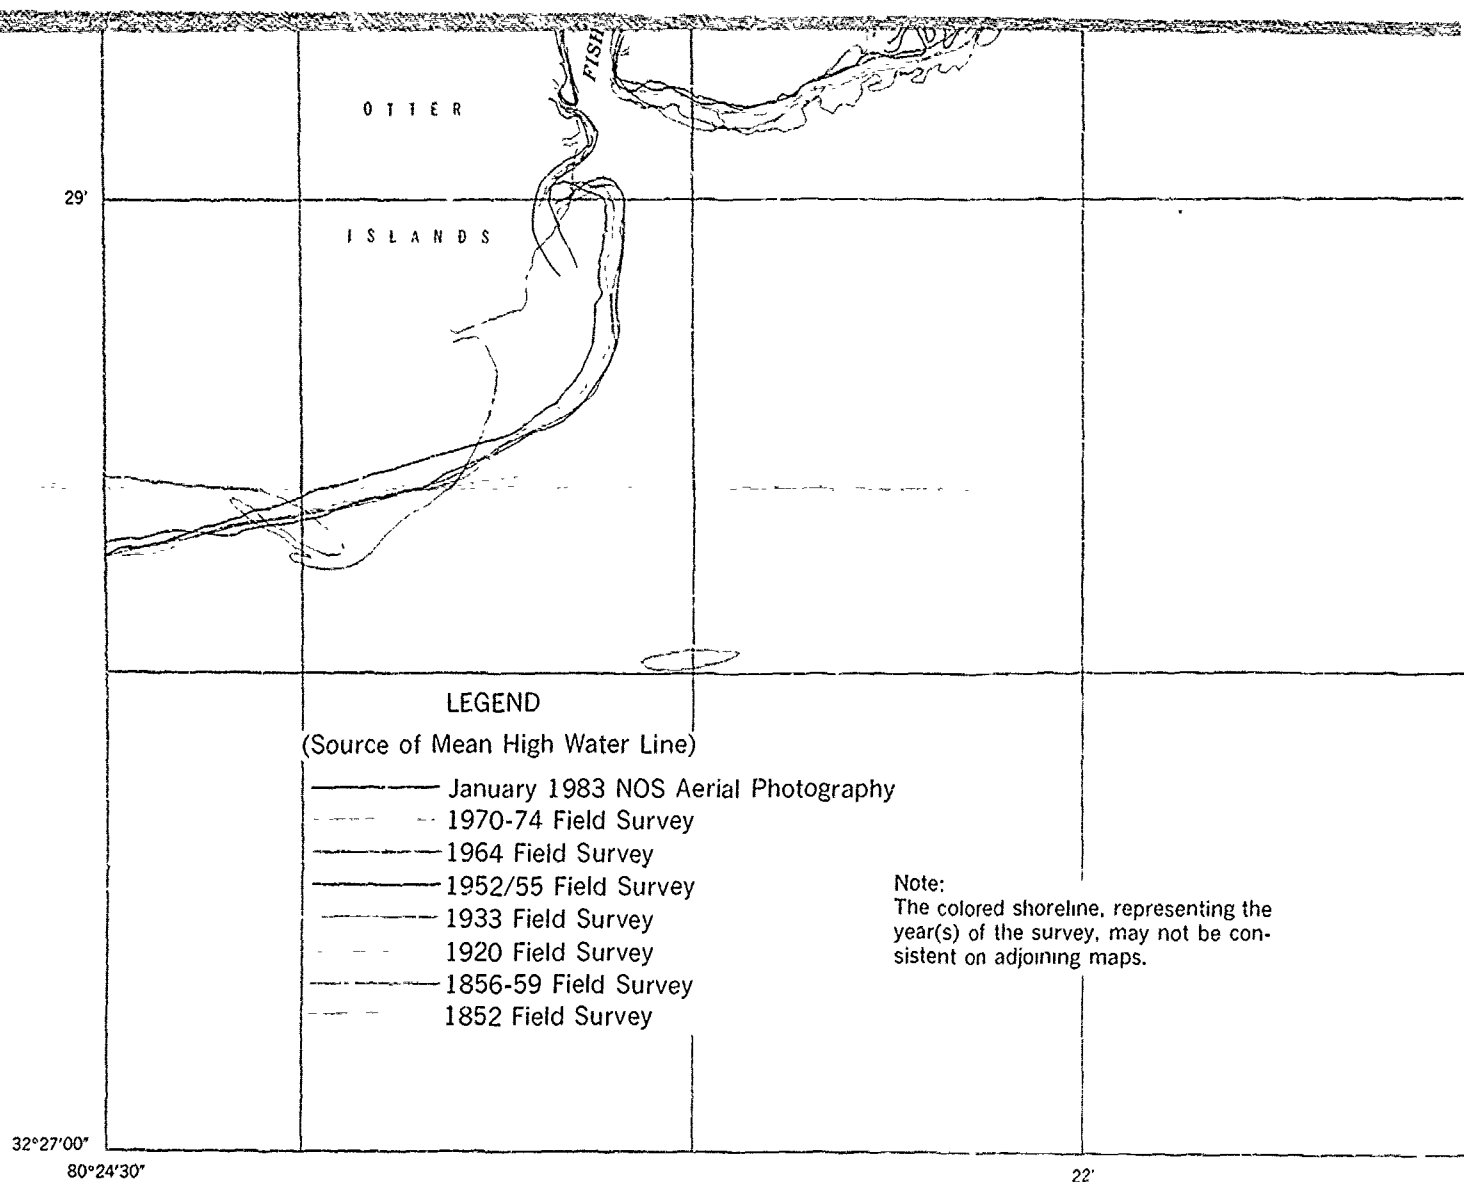 FISH
OTTER
29'
ISLANDS
LEGEND
(Source of Mean High Water Line)
January 1983 NOS Aerial Photography
1970-74 Field Survey
1964 Field Survey
1952/55 Field Survey
1933 Field Survey
1920 Field Survey
1856-59 Field Survey
1852 Field Survey
Note:
The colored shoreline, representing the
year(s) of the survey, may not be con-
sistent on adjoining maps.
32°27'00"
80°24'30"
22'